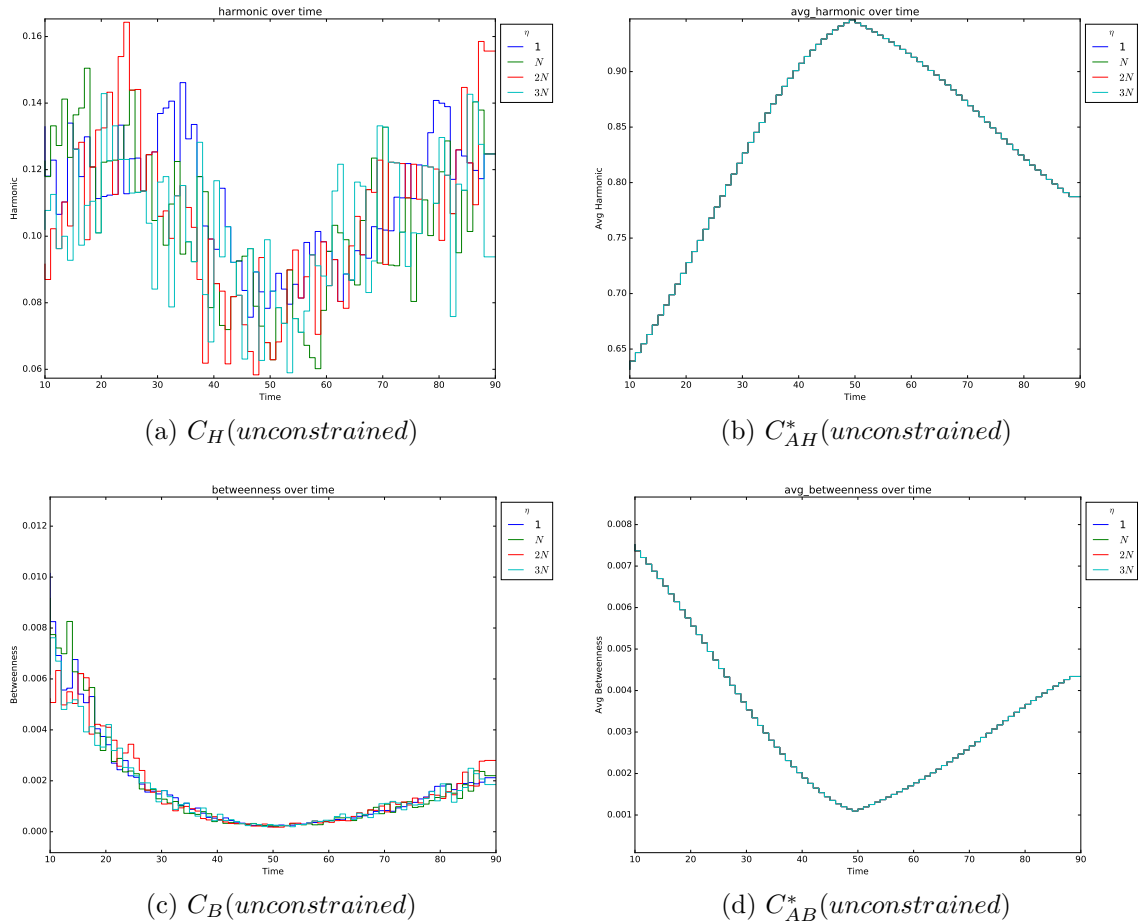 harmonic over time
0.16
0.14
0.12
0.10
0.08
0.06
Harmonic
10 20 30 40 50 60 70 80 90
Time
η
1
N
2N
3N
(a) C_H(unconstrained)
avg_harmonic over time
0.90
0.85
0.80
0.75
0.70
0.65
Avg Harmonic
10 20 30 40 50 60 70 80 90
Time
η
1
N
2N
3N
(b) C*_AH(unconstrained)
betweenness over time
0.012
0.010
0.008
0.006
0.004
0.002
0.000
Betweenness
10 20 30 40 50 60 70 80 90
Time
η
1
N
2N
3N
(c) C_B(unconstrained)
avg_betweenness over time
0.008
0.007
0.006
0.005
0.004
0.003
0.002
0.001
Avg Betweenness
10 20 30 40 50 60 70 80 90
Time
η
1
N
2N
3N
(d) C*_AB(unconstrained)